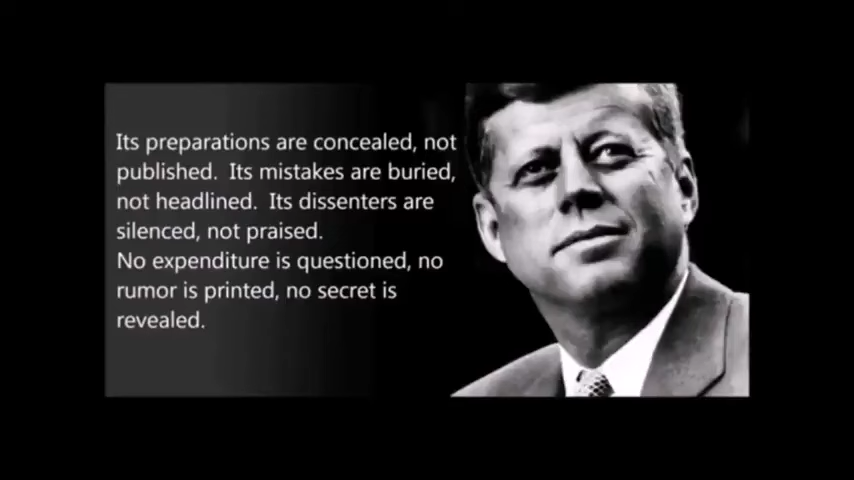 Its preparations are concealed, not
published.  Its mistakes are buried,
not headlined.  Its dissenters are
silenced, not praised.
No expenditure is questioned, no
rumor is printed, no secret is
revealed.